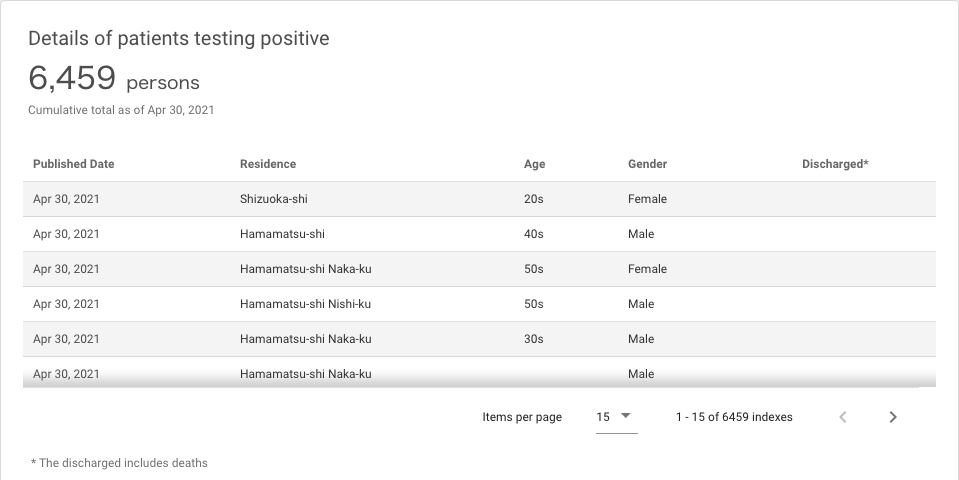 Details of patients testing positive
6,459 persons
Cumulative total as of Apr 30, 2021
Published Date Residence Age Gender Discharged*
Apr 30, 2021 Shizuoka-shi 20s Female
Apr 30, 2021 Hamamatsu-shi 40s Male
Apr 30, 2021 Hamamatsu-shi Naka-ku 50s Female
Apr 30, 2021 Hamamatsu-shi Nishi-ku 50s Male
Apr 30, 2021 Hamamatsu-shi Naka-ku 30s Male
Apr 30, 2021 Hamamatsu-shi Naka-ku Male
Items per page 15 1 - 15 of 6459 indexes
* The discharged includes deaths